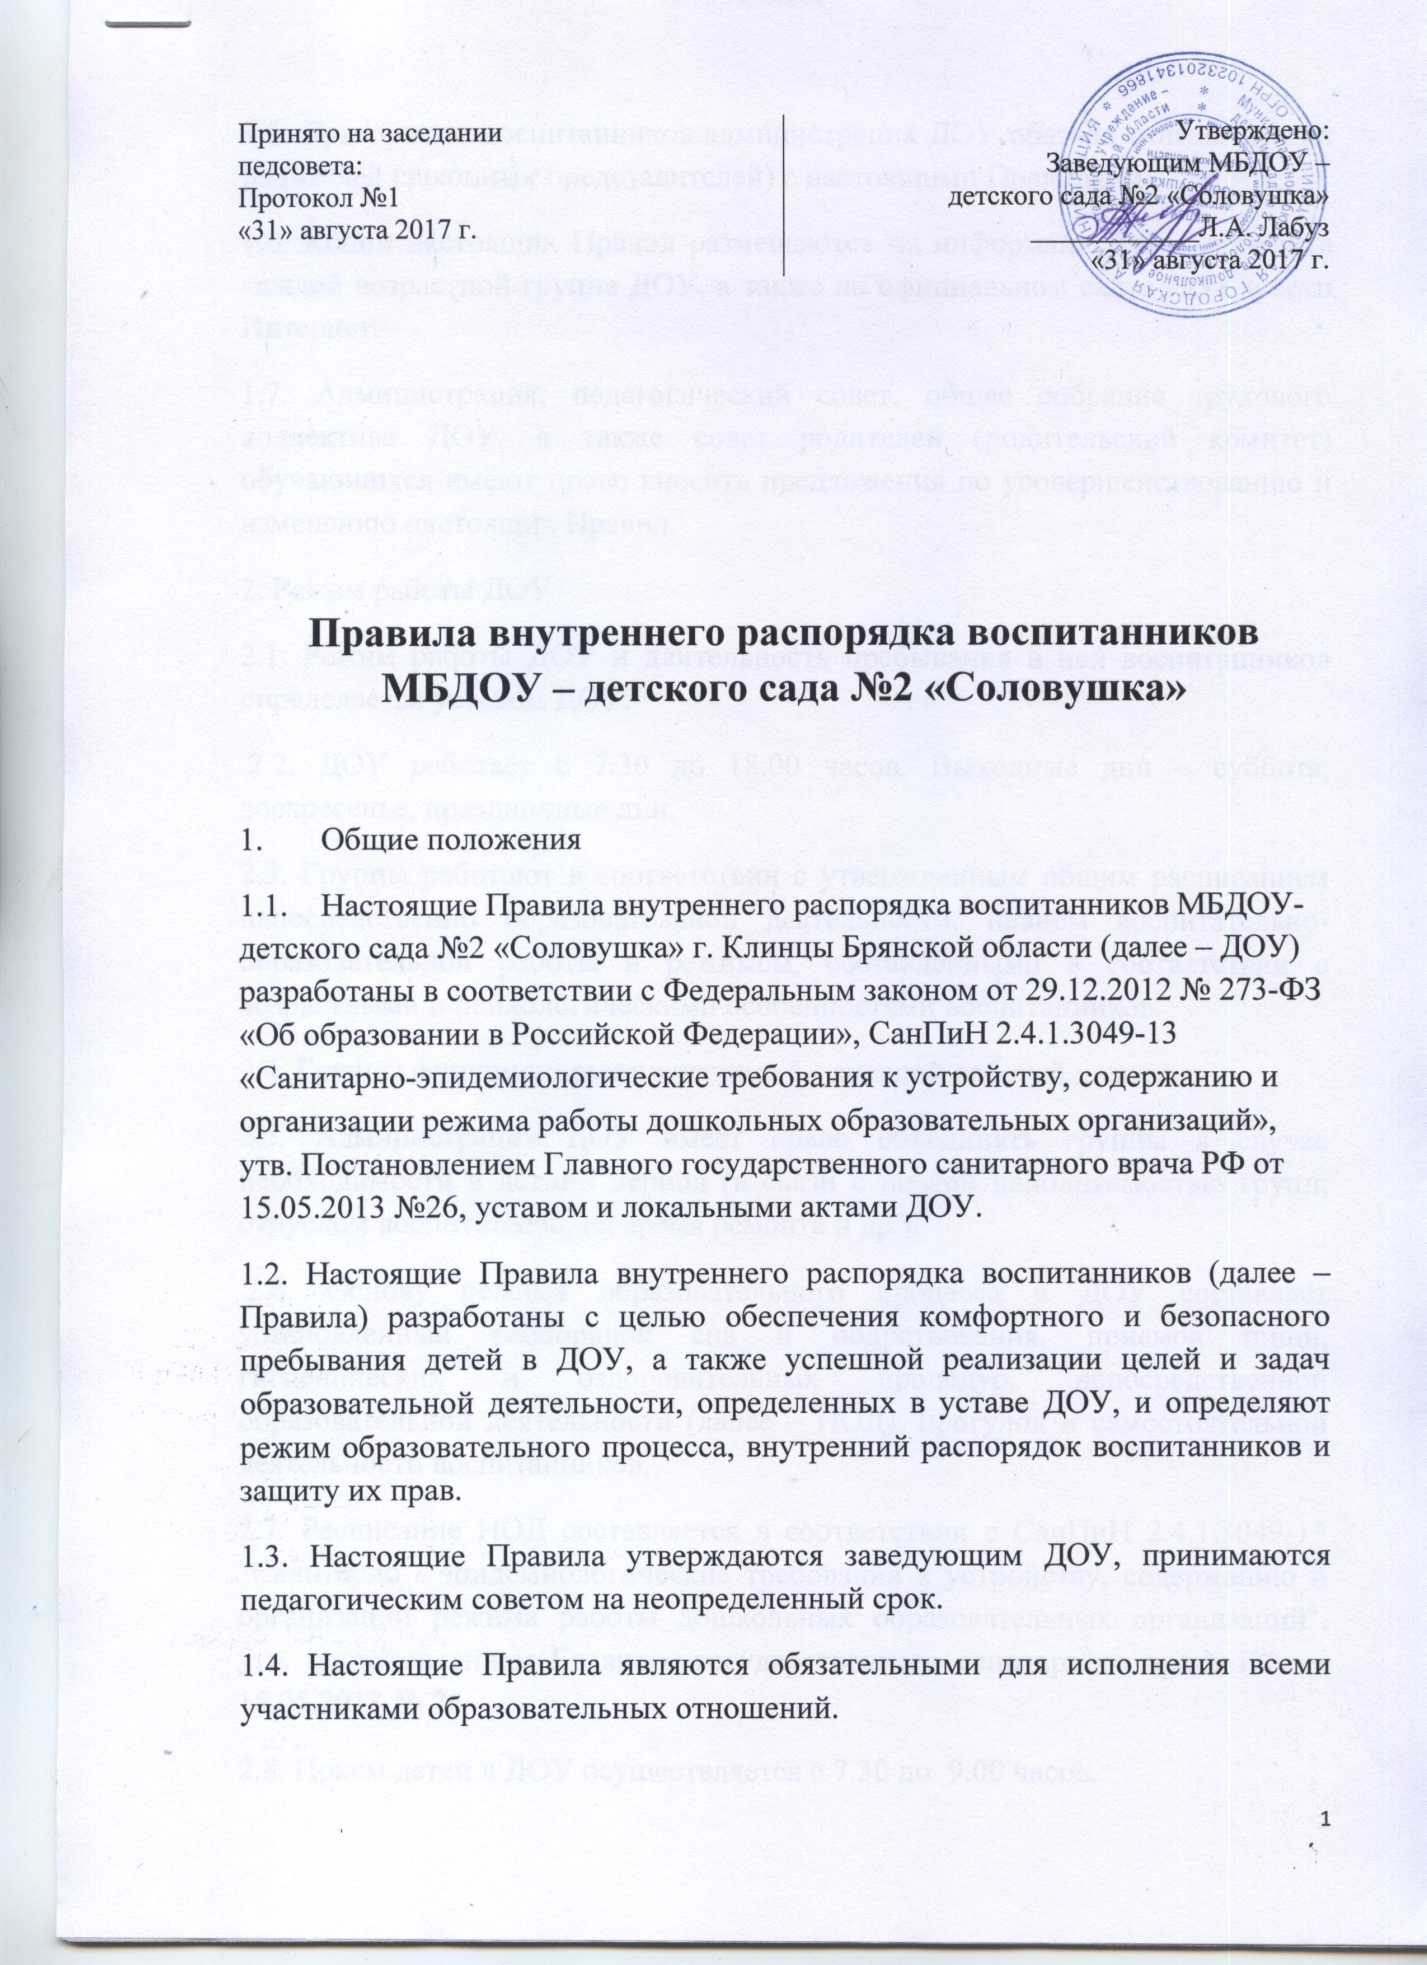 Принято на заседании
педсовета:
Протокол №1
«31» августа 2017 г.
Утверждено:
Заведующим МБДОУ –
детского сада №2 «Соловушка»
Л.А. Лабуз
«31» августа 2017 г.
ОГРН 1023201341866
Правила внутреннего распорядка воспитанников
МБДОУ – детского сада №2 «Соловушка»
1. Общие положения
1.1. Настоящие Правила внутреннего распорядка воспитанников МБДОУ-
детского сада №2 «Соловушка» г. Клинцы Брянской области (далее – ДОУ)
разработаны в соответствии с Федеральным законом от 29.12.2012 № 273-ФЗ
«Об образовании в Российской Федерации», СанПиН 2.4.1.3049-13
«Санитарно-эпидемиологические требования к устройству, содержанию и
организации режима работы дошкольных образовательных организаций»,
утв. Постановлением Главного государственного санитарного врача РФ от
15.05.2013 №26, уставом и локальными актами ДОУ.
1.2. Настоящие Правила внутреннего распорядка воспитанников (далее –
Правила) разработаны с целью обеспечения комфортного и безопасного
пребывания детей в ДОУ, а также успешной реализации целей и задач
образовательной деятельности, определенных в уставе ДОУ, и определяют
режим образовательного процесса, внутренний распорядок воспитанников и
защиту их прав.
1.3. Настоящие Правила утверждаются заведующим ДОУ, принимаются
педагогическим советом на неопределенный срок.
1.4. Настоящие Правила являются обязательными для исполнения всеми
участниками образовательных отношений.
1